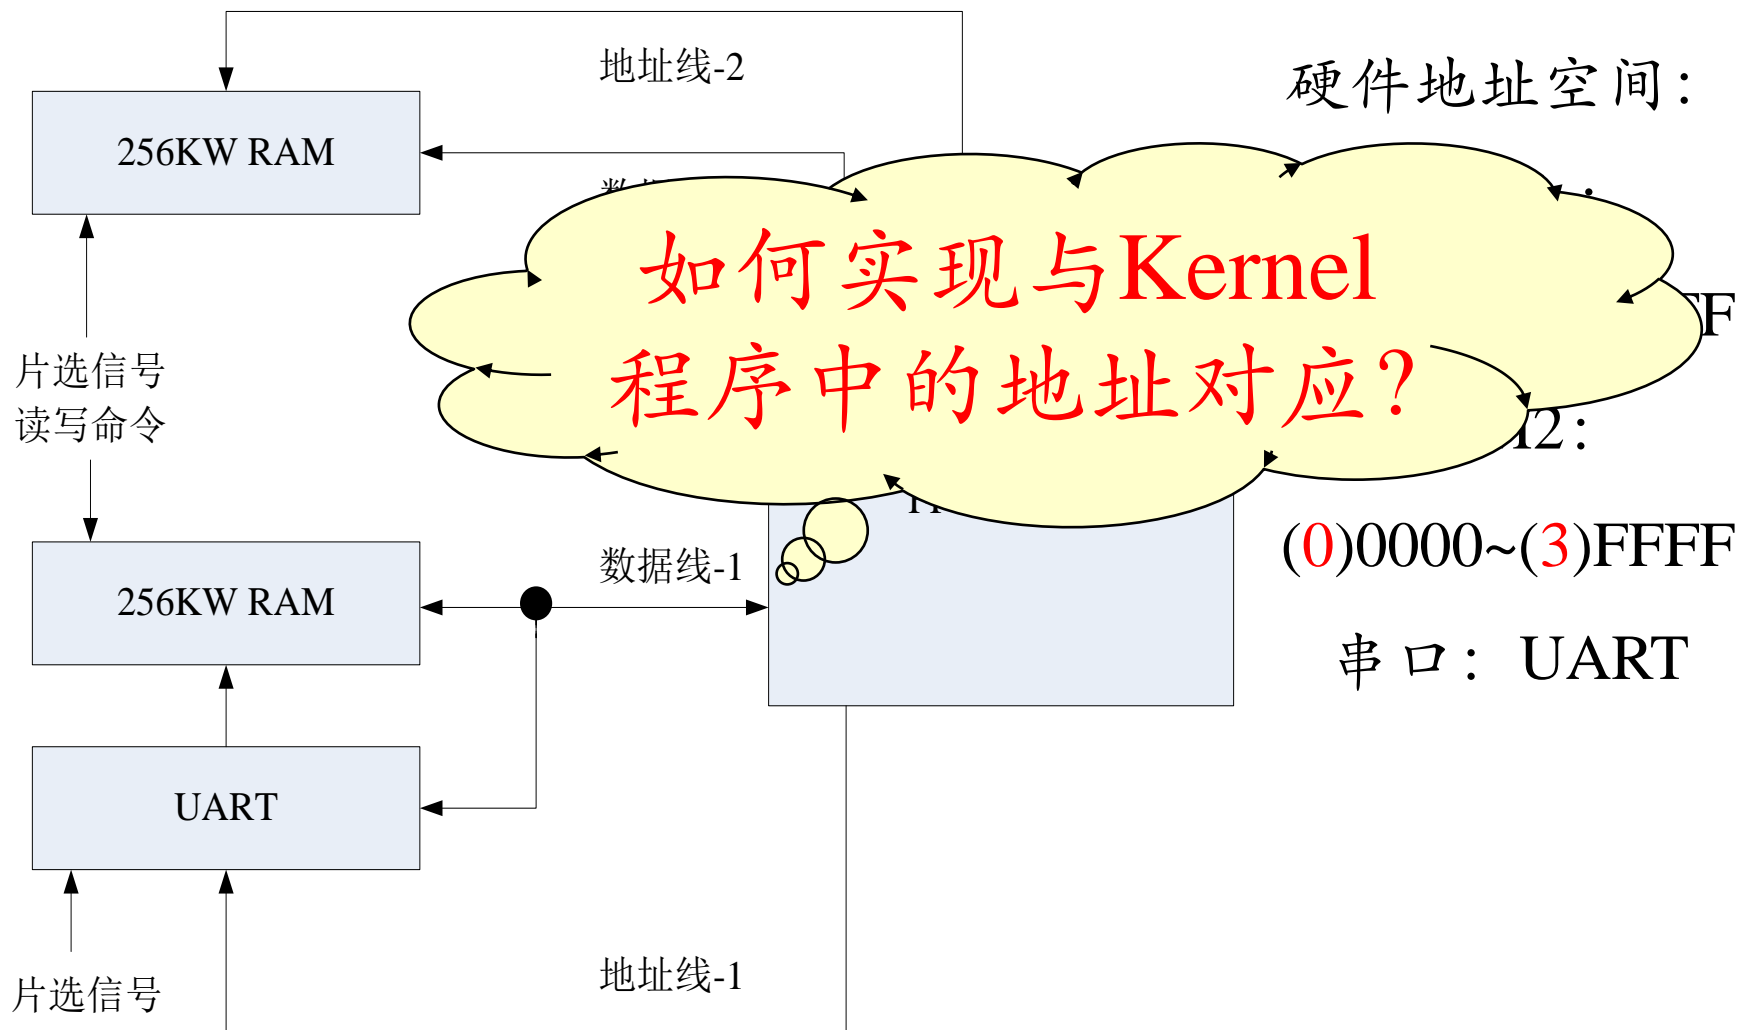 地址线-2
硬件地址空间：
256KW RAM
如何实现与Kernel
程序中的地址对应？
片选信号
读写命令
数据线-1
(0)0000~(3)FFFF
256KW RAM
串口：UART
UART
地址线-1
片选信号